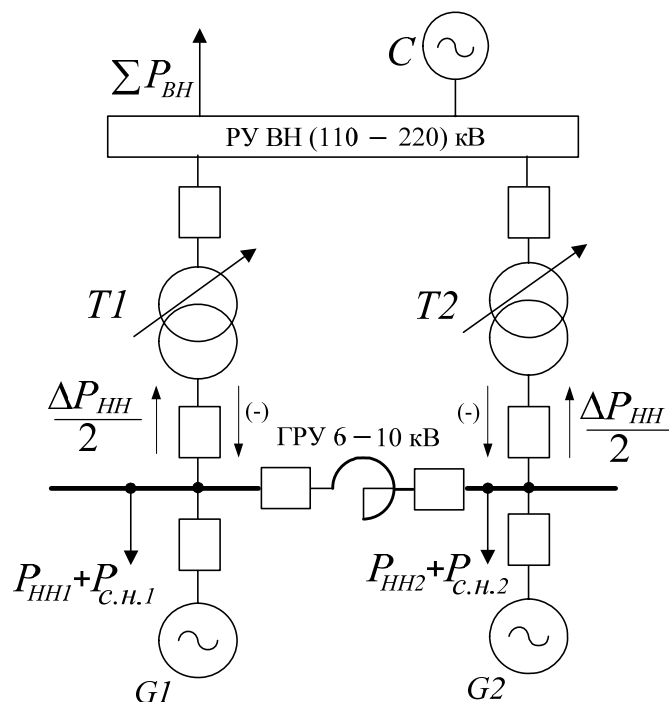 ∑P_ВН
C
РУ ВН (110 – 220) кВ
T1
T2
ΔP_НН/2
(-)
ГРУ 6 – 10 кВ
(-)
ΔP_НН/2
P_НН1+P_с.н.1
P_НН2+P_с.н.2
G1
G2